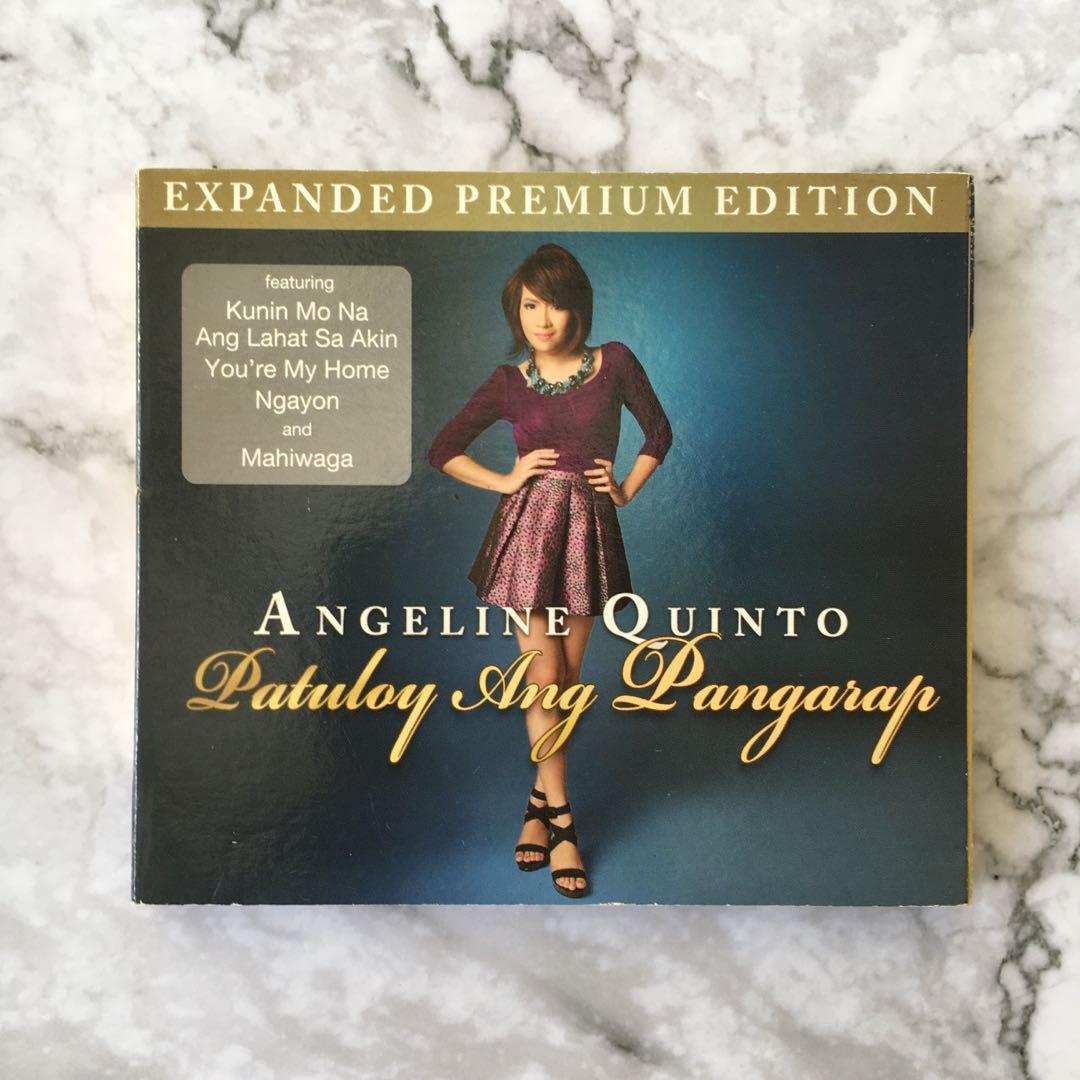 EXPANDED PREMIUM EDITION
featuring
Kunin Mo Na
Ang Lahat Sa Akin
You're My Home
Ngayon
and
Mahiwaga
ANGELINE QUINTO
Patuloy Ang Pangarap